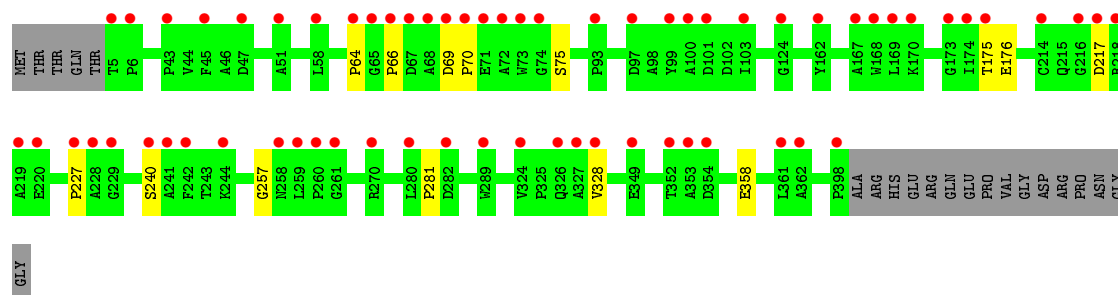 MET THR THR GLN THR T5 P6 P43 V44 F45 A46 D47 A51 L58 P64 G65 P66 D67 A68 D69 P70 E71 A72 W73 G74 S75 P93 D97 A98 Y99 A100 D101 D102 I103 G124 Y162 A167 W168 L169 K170 G173 I174 T175 E176 C214 Q215 G216 D217
A219 E220 P227 A228 G229 S240 A241 F242 T243 K244 G257 N258 L259 P260 G261 R270 L280 P281 D282 W289 V324 P325 Q326 A327 V328 E349 T352 A353 D354 E358 L361 A362 P398 ALA ARG HIS GLU ARG GLN GLU PRO VAL GLY ASP ARG PRO ASN GLY
GLY